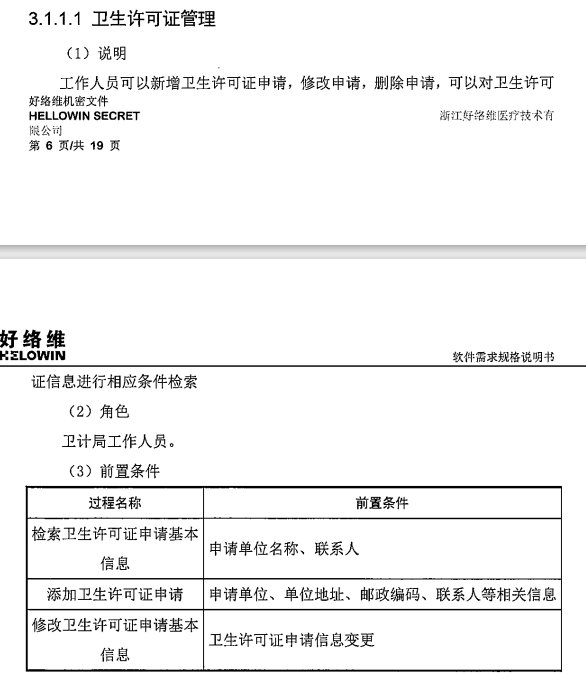 3.1.1.1 卫生许可证管理
（1）说明
工作人员可以新增卫生许可证申请，修改申请，删除申请，可以对卫生许可
好络维机密文件
HELLOWIN SECRET 浙江好络维医疗技术有
限公司
第 6 页/共 19 页
好络维
HELOWIN
软件需求规格说明书
证信息进行相应条件检索
（2）角色
卫计局工作人员。
（3）前置条件
过程名称 前置条件
检索卫生许可证申请基本
信息
申请单位名称、联系人
添加卫生许可证申请 申请单位、单位地址、邮政编码、联系人等相关信息
修改卫生许可证申请基本
信息
卫生许可证申请信息变更